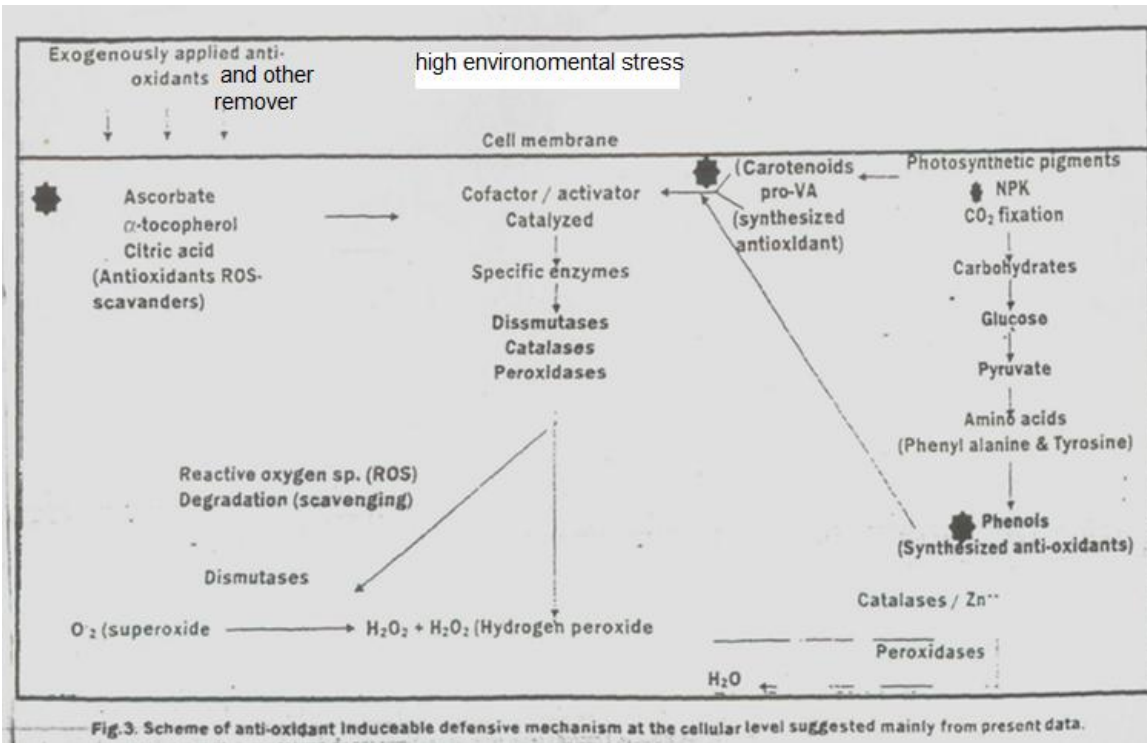 Exogenously applied anti-
oxidants and other
remover
high environomental stress
Cell membrane
Ascorbate
α-tocopherol
Citric acid
(Antioxidants ROS-
scavanders)
Cofactor / activator
Catalyzed
Specific enzymes
Dissmutases
Catalases
Peroxidases
(Carotenoids
pro-VA
(synthesized
antioxidant)
Photosynthetic pigments
NPK
CO₂ fixation
Carbohydrates
Glucose
Pyruvate
Amino acids
(Phenyl alanine & Tyrosine)
Phenols
(Synthesized anti-oxidants)
Reactive oxygen sp. (ROS)
Degradation (scavenging)
Dismutases
O⁻₂ (superoxide
H₂O₂ + H₂O₂ (Hydrogen peroxide
Catalases / Zn⁺⁺
Peroxidases
H₂O
Fig.3. Scheme of anti-oxidant induceable defensive mechanism at the cellular level suggested mainly from present data.